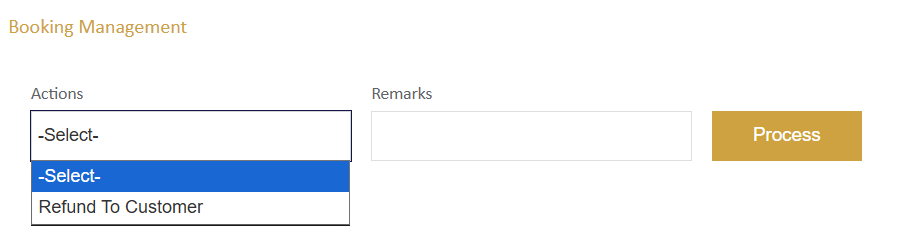 Booking Management
Actions
Remarks
-Select-
Process
-Select-
Refund To Customer